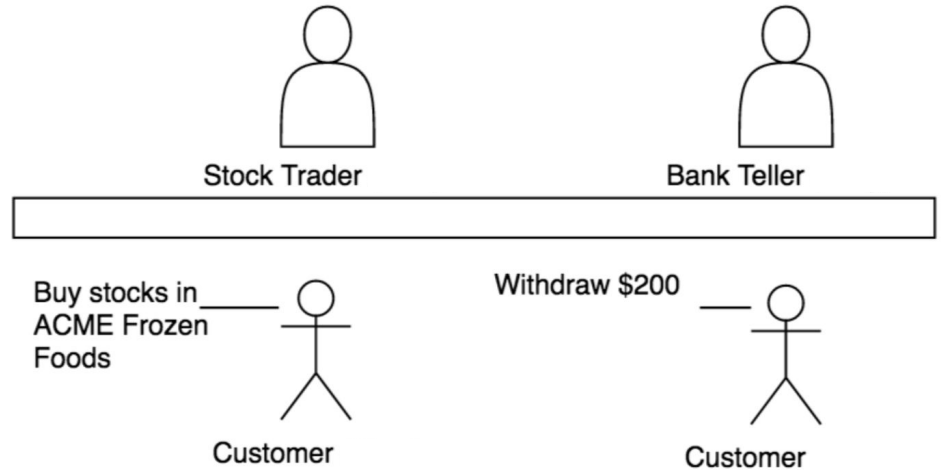 Stock Trader
Bank Teller
Buy stocks in
ACME Frozen
Foods
Withdraw $200
Customer
Customer